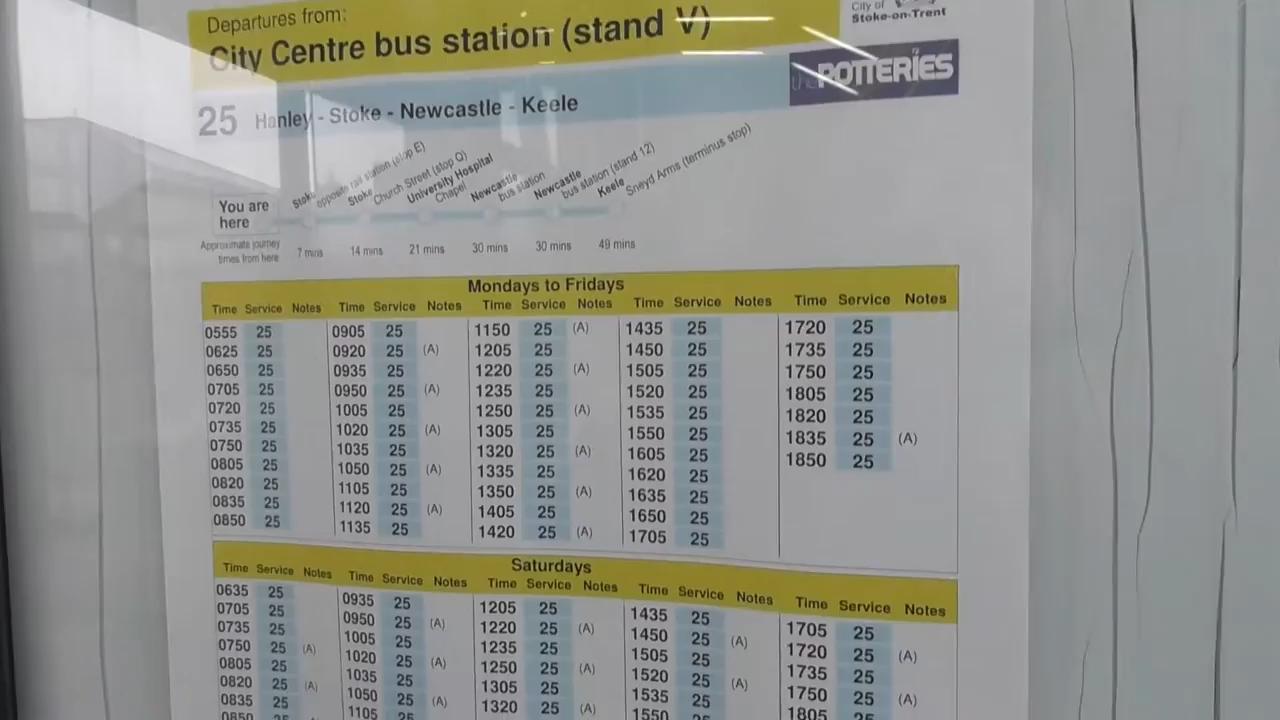 Departures from:
City of
Stoke-on-Trent
City Centre bus station (stand V)
the POTTERIES
25 Hanley - Stoke - Newcastle - Keele
You are
here
Stoke
opposite rail station (stop E)
Stoke
Church Street (stop Q)
University Hospital
Chapel
Newcastle
bus station
Newcastle
bus station (stand 12)
Keele
Sneyd Arms (terminus stop)
Approximate journey
times from here
7 mins 14 mins 21 mins 30 mins 30 mins 49 mins
Mondays to Fridays
Time Service Notes Time Service Notes Time Service Notes Time Service Notes Time Service Notes
0555 25 0905 25 1150 25 (A) 1435 25 1720 25
0625 25 0920 25 (A) 1205 25 1450 25 1735 25
0650 25 0935 25 1220 25 (A) 1505 25 1750 25
0705 25 0950 25 (A) 1235 25 1520 25 1805 25
0720 25 1005 25 1250 25 (A) 1535 25 1820 25
0735 25 1020 25 (A) 1305 25 1550 25 1835 25 (A)
0750 25 1035 25 1320 25 (A) 1605 25 1850 25
0805 25 1050 25 (A) 1335 25 1620 25
0820 25 1105 25 1350 25 (A) 1635 25
0835 25 1120 25 (A) 1405 25 1650 25
0850 25 1135 25 1420 25 (A) 1705 25
Saturdays
Time Service Notes Time Service Notes Time Service Notes Time Service Notes Time Service Notes
0635 25 0935 25 1205 25 1435 25 1705 25
0705 25 0950 25 (A) 1220 25 (A) 1450 25 (A) 1720 25 (A)
0735 25 1005 25 1235 25 1505 25 1735 25
0750 25 (A) 1020 25 (A) 1250 25 (A) 1520 25 (A) 1750 25 (A)
0805 25 1035 25 1305 25 1535 25 1805
0820 25 (A) 1050 25 (A) 1320 25 (A) 1550
0835 25 1105 25
0850 25